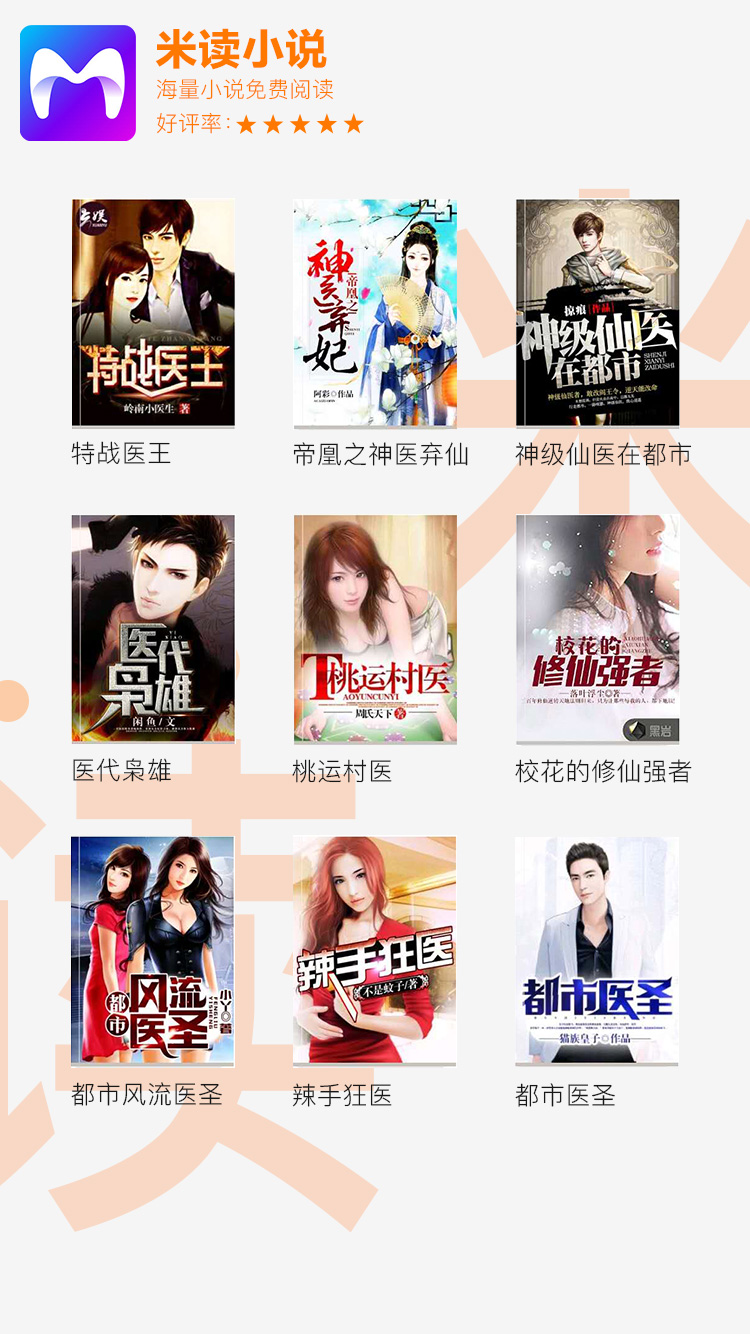 米读小说
海量小说免费阅读
好评率:★★★★★
特战医王
岭南小医生 著
特战医王
神医弃妃
帝凰之
阿彩 作品
帝凰之神医弃仙
掠痕 作品
神级仙医
在都市
SHENJI
XIANYI
ZAIDUSHI
神级仙医在都市
医代
枭雄
闲鱼/文
医代枭雄
桃运村医
TAOYUNCUNYI
周氏天下 著
桃运村医
校花的
修仙强者
落叶浮尘 著
黑岩
校花的修仙强者
都市
风流
医圣
小丫 著
都市风流医圣
辣手狂医
不是蚊子/著
辣手狂医
都市医圣
猫族皇子 作品
都市医圣
米
读